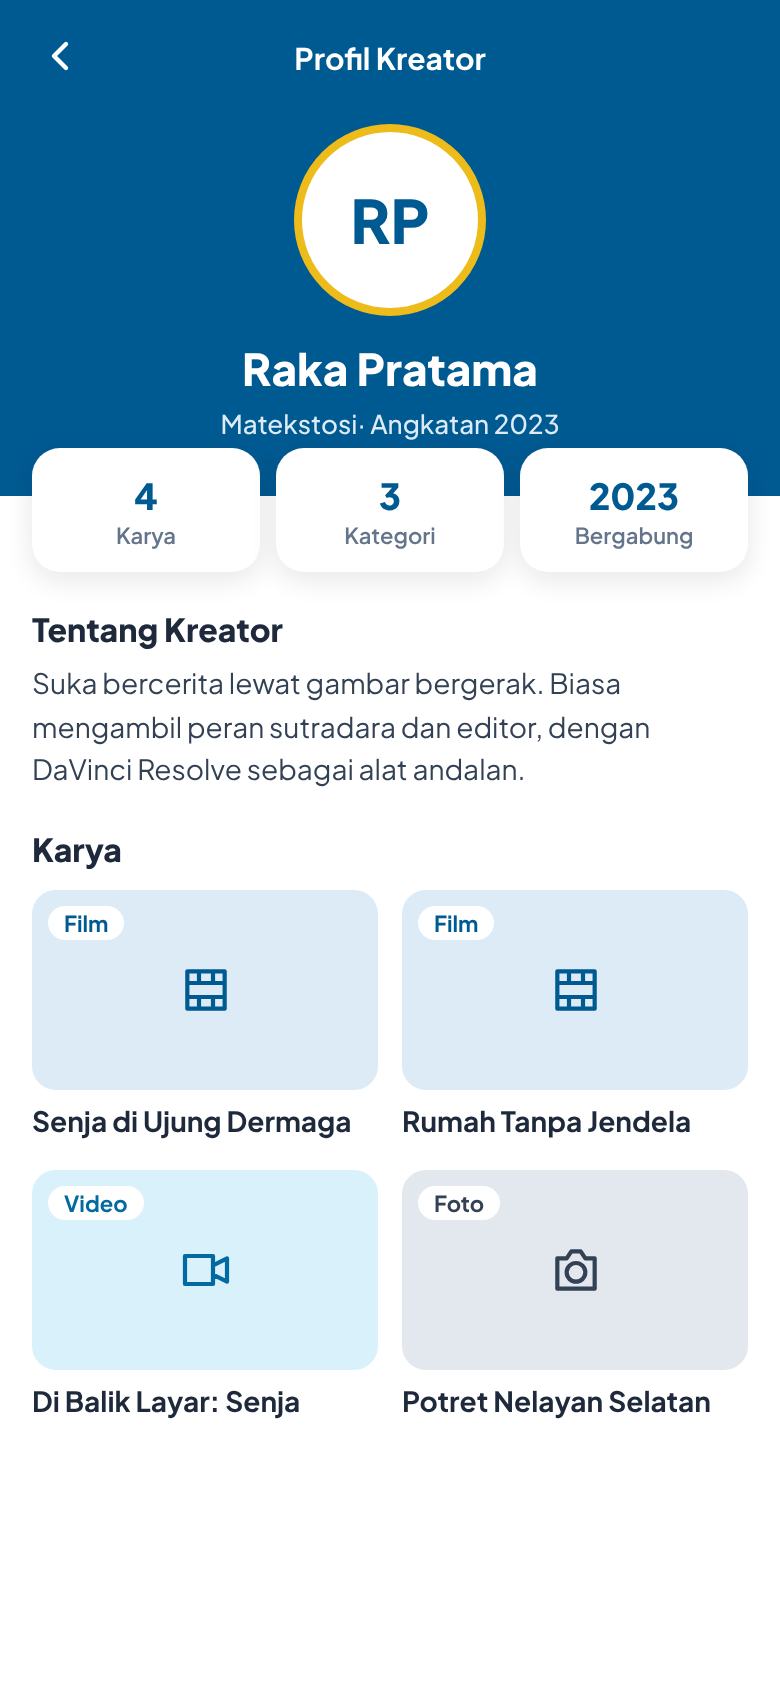 Profil Kreator
RP
Raka Pratama
Matekstosi· Angkatan 2023
4
Karya
3
Kategori
2023
Bergabung
Tentang Kreator
Suka bercerita lewat gambar bergerak. Biasa
mengambil peran sutradara dan editor, dengan
DaVinci Resolve sebagai alat andalan.
Karya
Film
Senja di Ujung Dermaga
Film
Rumah Tanpa Jendela
Video
Di Balik Layar: Senja
Foto
Potret Nelayan Selatan